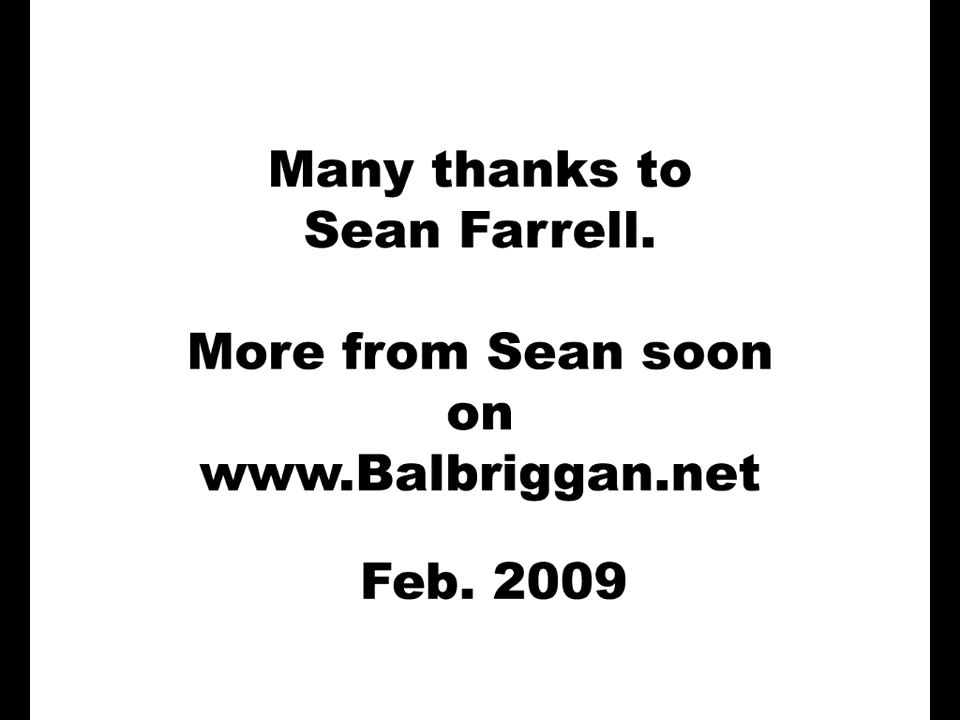 Many thanks to
Sean Farrell.
More from Sean soon
on
www.Balbriggan.net
Feb. 2009